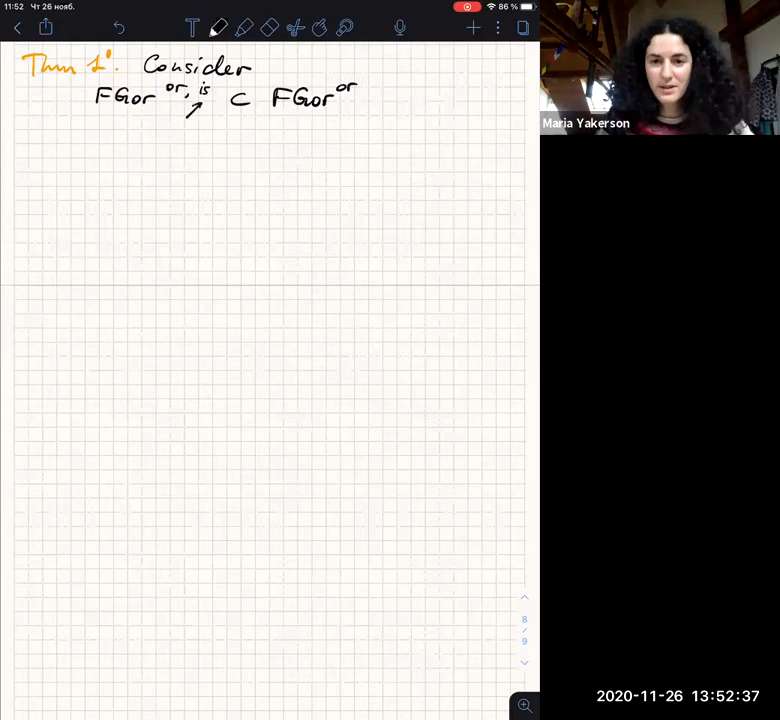 11:52 Чт 26 нояб. 86 %
Thm 1'. Consider
FGor or, is ⊂ FGor or
Maria Yakerson
8
/
9
2020-11-26 13:52:37